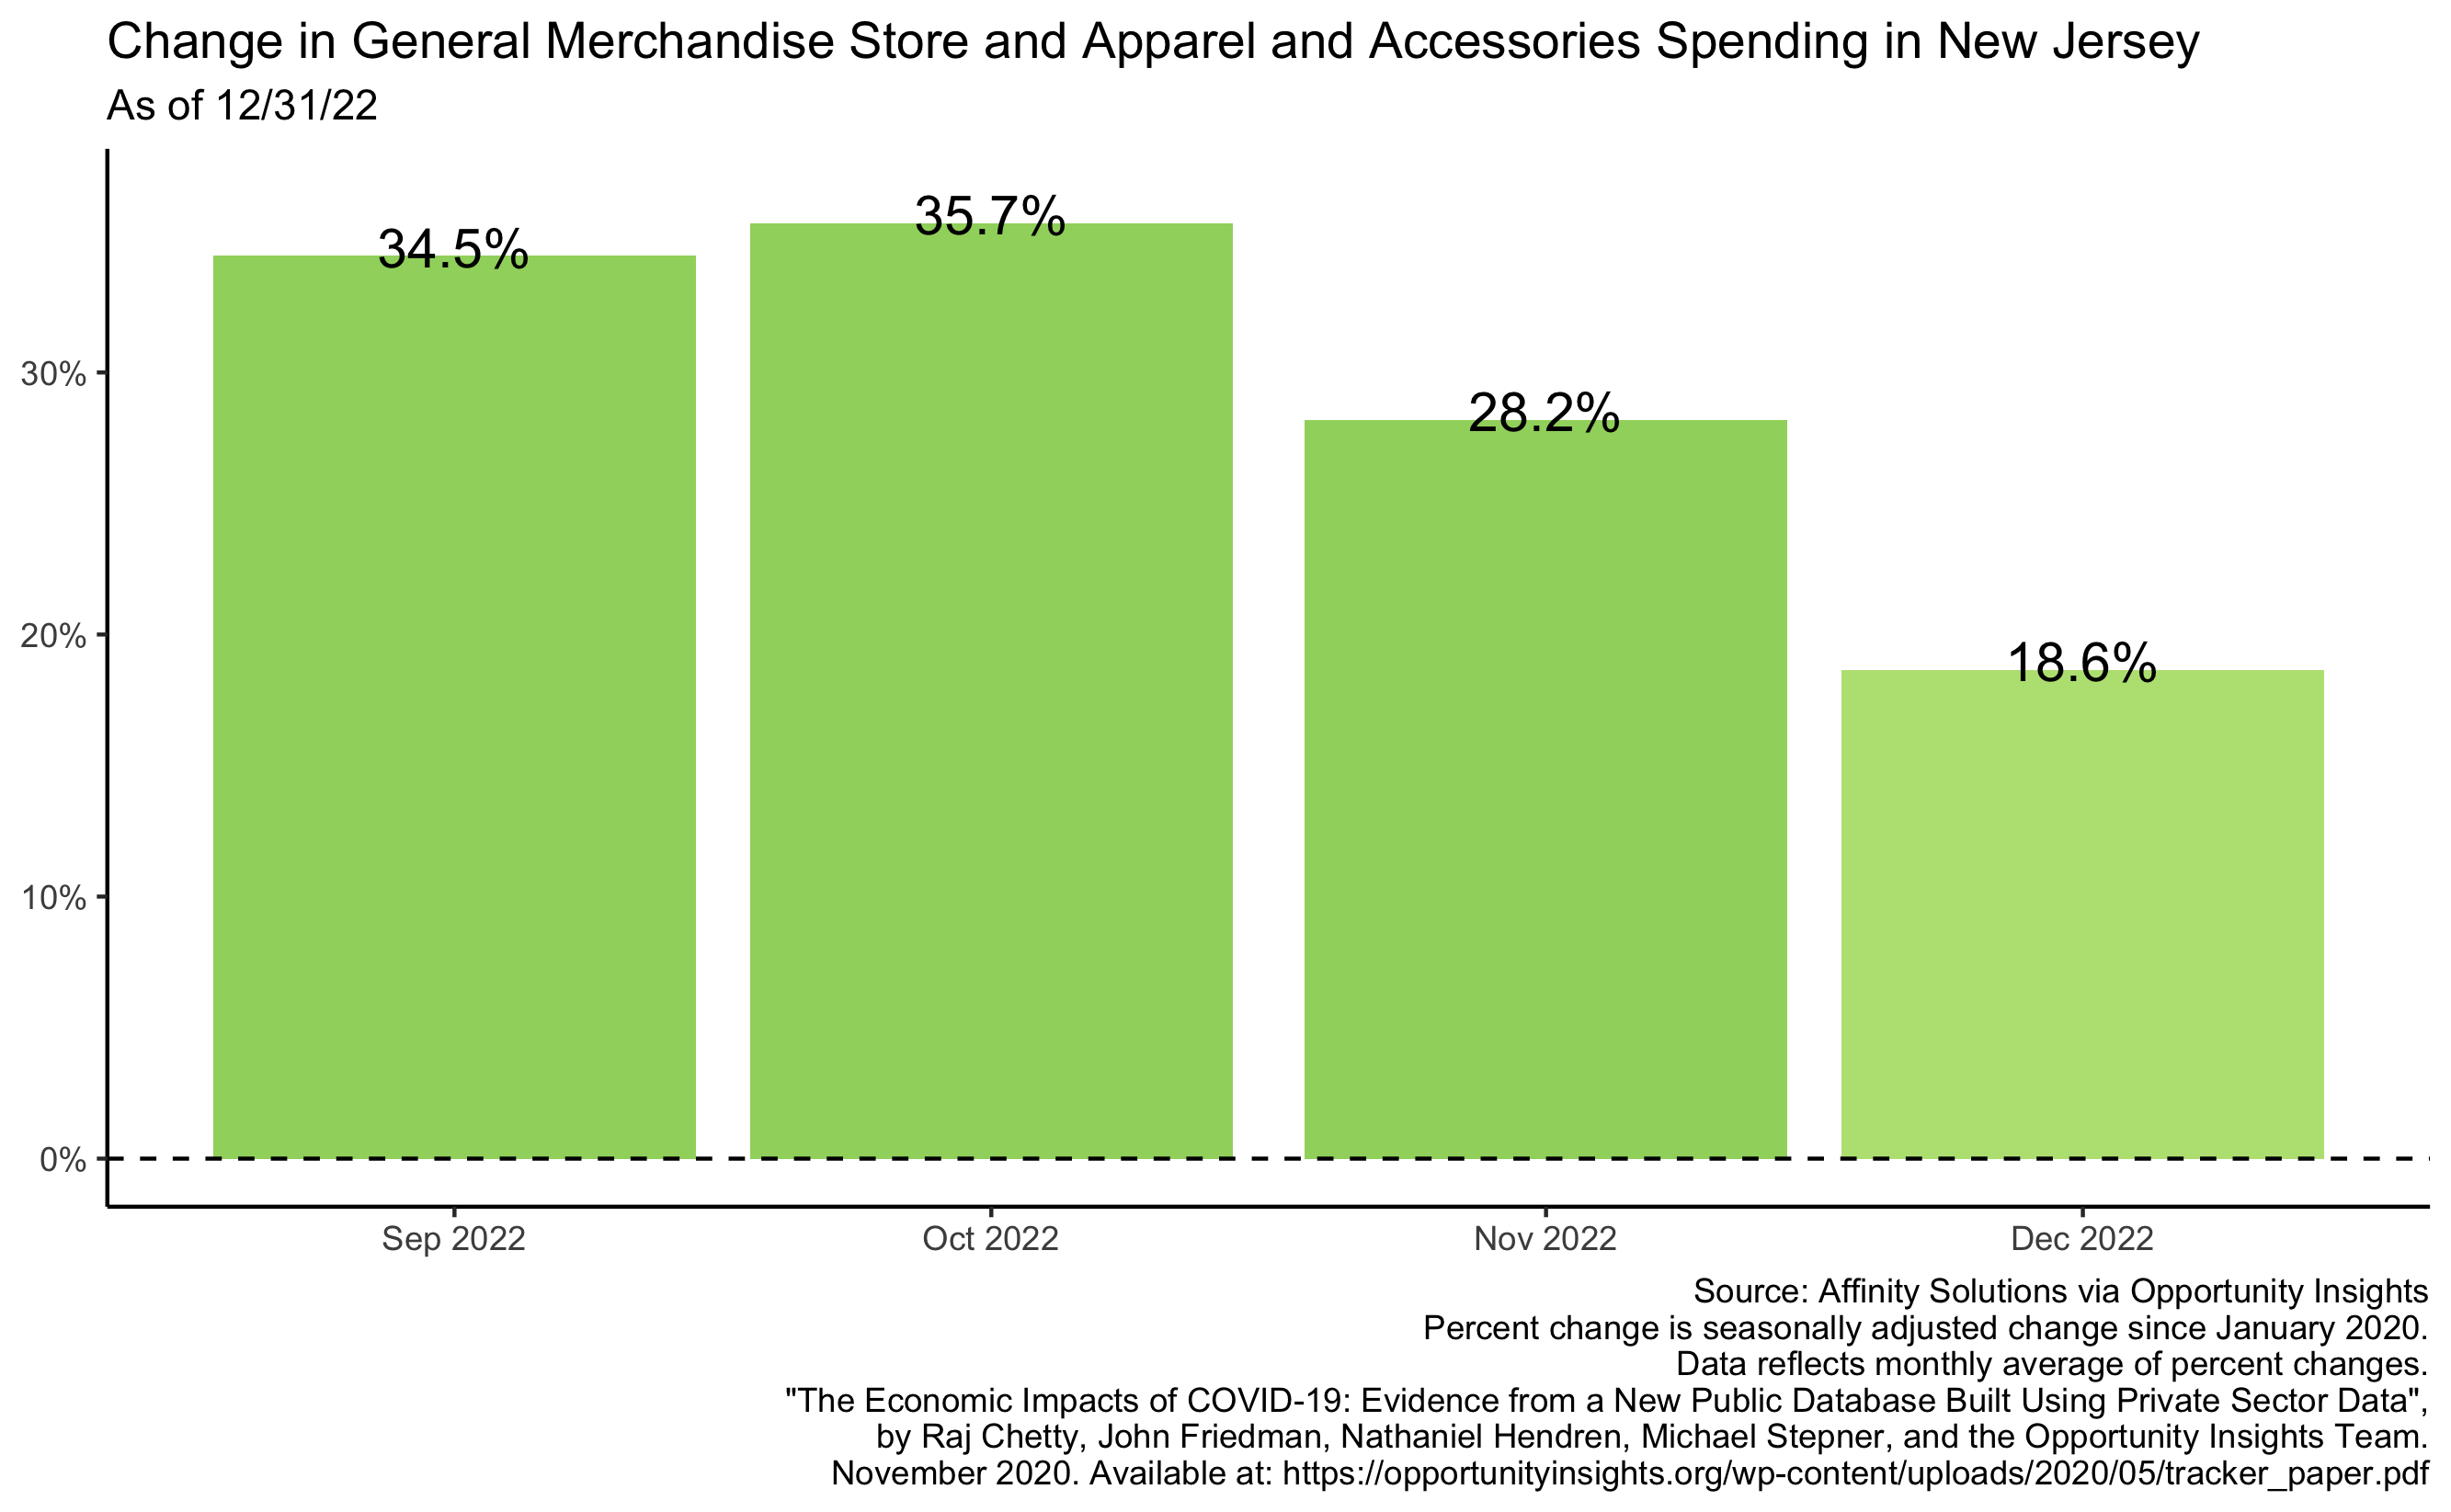 Change in General Merchandise Store and Apparel and Accessories Spending in New Jersey
As of 12/31/22
34.5%
35.7%
28.2%
18.6%
30%
20%
10%
0%
Sep 2022
Oct 2022
Nov 2022
Dec 2022
Source: Affinity Solutions via Opportunity Insights
Percent change is seasonally adjusted change since January 2020.
Data reflects monthly average of percent changes.
"The Economic Impacts of COVID-19: Evidence from a New Public Database Built Using Private Sector Data",
by Raj Chetty, John Friedman, Nathaniel Hendren, Michael Stepner, and the Opportunity Insights Team.
November 2020. Available at: https://opportunityinsights.org/wp-content/uploads/2020/05/tracker_paper.pdf